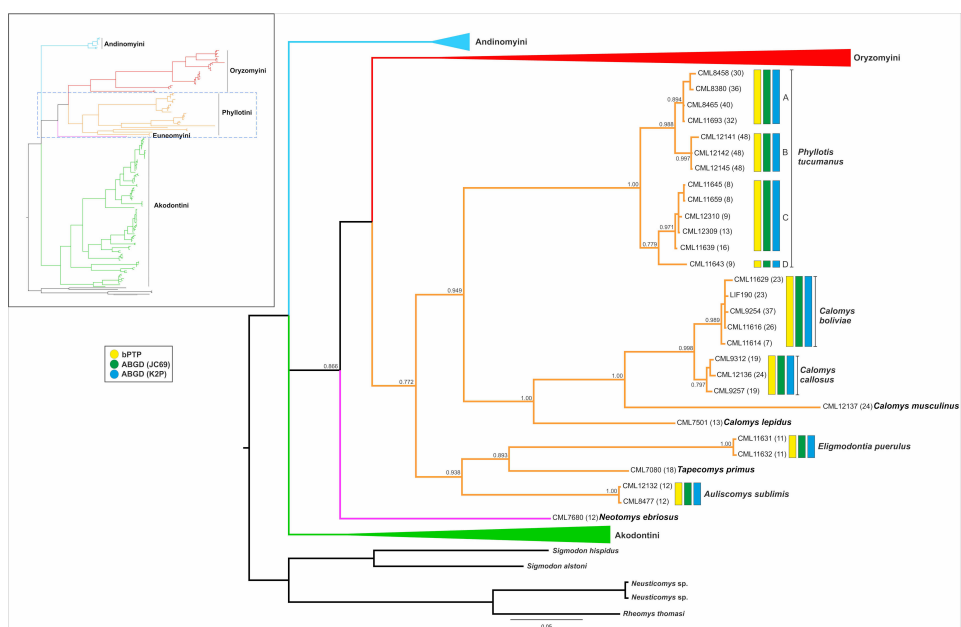 Andinomyini
Oryzomyini
Phyllotini
Euneomyini
Akodontini
bPTP
ABGD (JC69)
ABGD (K2P)
Andinomyini
Oryzomyini
CML8458 (30)
CML8380 (36)
0.894
A
CML8465 (40)
0.988
CML11693 (32)
CML12141 (48)
Phyllotis
tucumanus
CML12142 (48)
B
0.997
CML12145 (48)
1.00
CML11645 (8)
CML11659 (8)
CML12310 (9)
C
0.971
CML12309 (13)
0.779
CML11639 (16)
CML11643 (9)
D
0.949
CML11629 (23)
LIF190 (23)
CML9254 (37)
Calomys
boliviae
0.989
CML11616 (26)
CML11614 (7)
0.998
CML9312 (19)
CML12136 (24)
Calomys
callosus
0.797
CML9257 (19)
1.00
CML12137 (24) Calomys musculinus
1.00
CML7501 (13) Calomys lepidus
0.866
0.772
CML11631 (11)
1.00
Eligmodontia puerulus
CML11632 (11)
0.893
CML7080 (18) Tapecomys primus
0.938
CML12132 (12)
1.00
Auliscomys sublimis
CML8477 (12)
CML7680 (12) Neotomys ebriosus
Akodontini
Sigmodon hispidus
Sigmodon alstoni
Neusticomys sp.
Neusticomys sp.
Rheomys thomasi
0.05